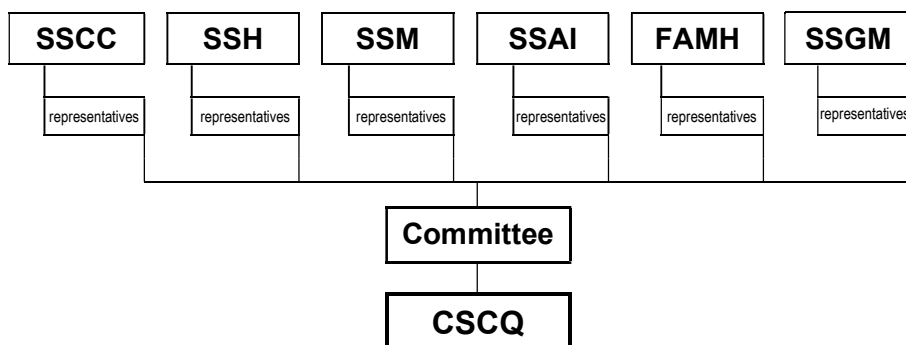 SSCC SSH SSM SSAI FAMH SSGM
representatives representatives representatives representatives representatives representatives
Committee
CSCQ